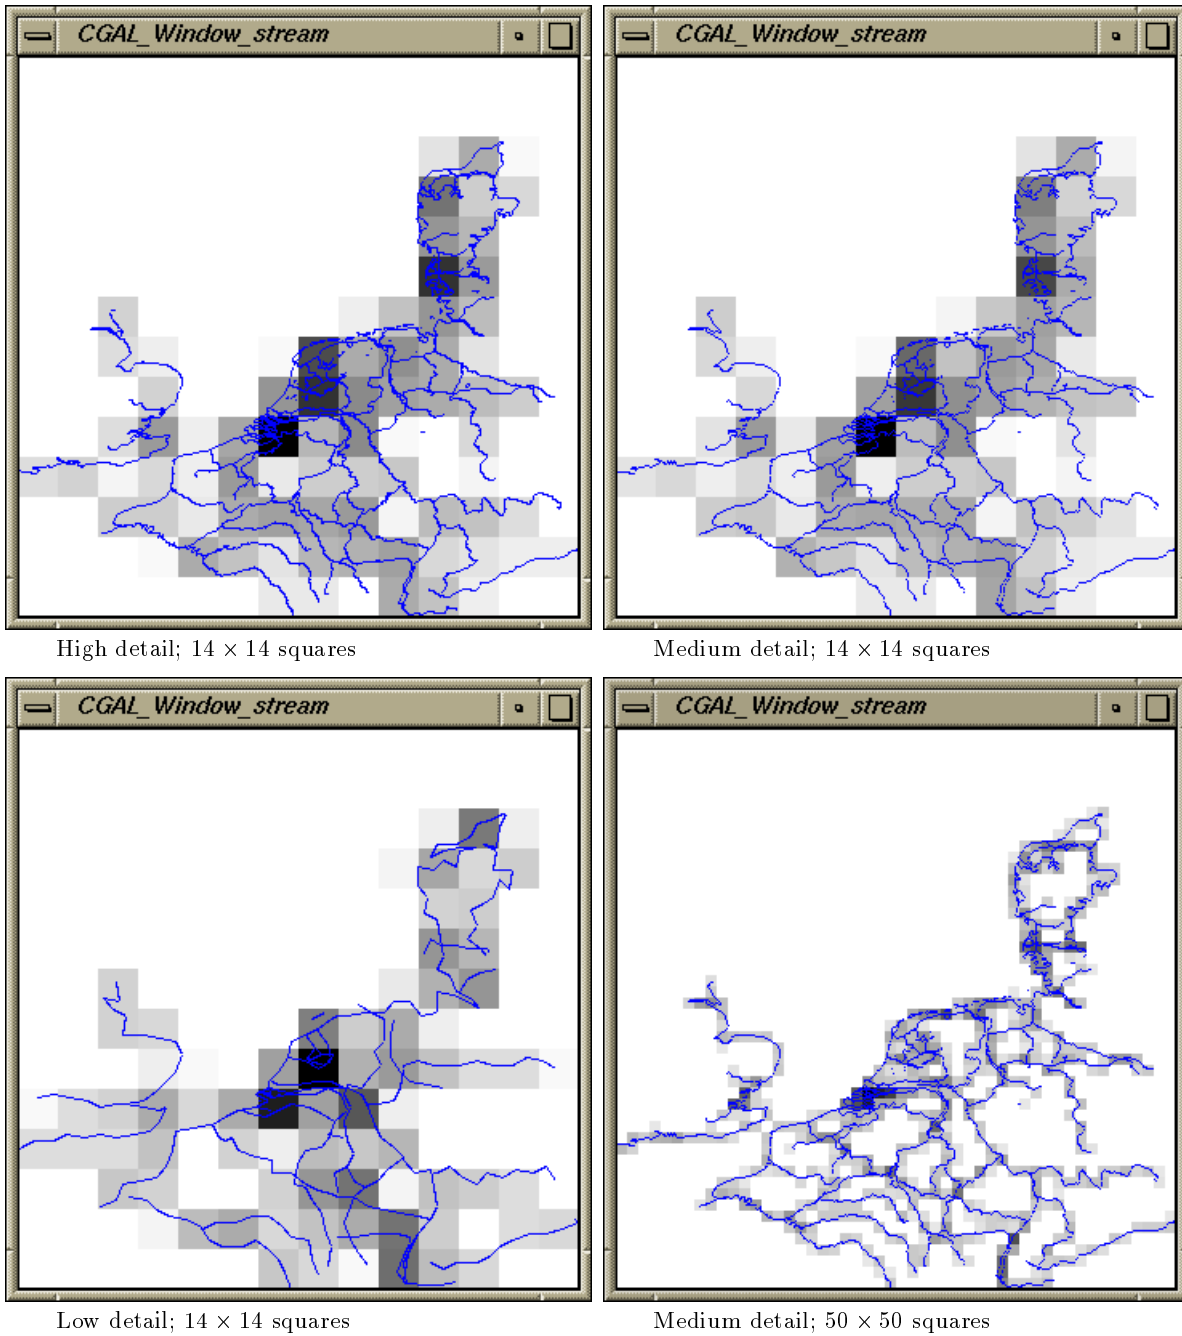 CGAL_Window_stream
CGAL_Window_stream
High detail; 14 × 14 squares
Medium detail; 14 × 14 squares
CGAL_Window_stream
CGAL_Window_stream
Low detail; 14 × 14 squares
Medium detail; 50 × 50 squares